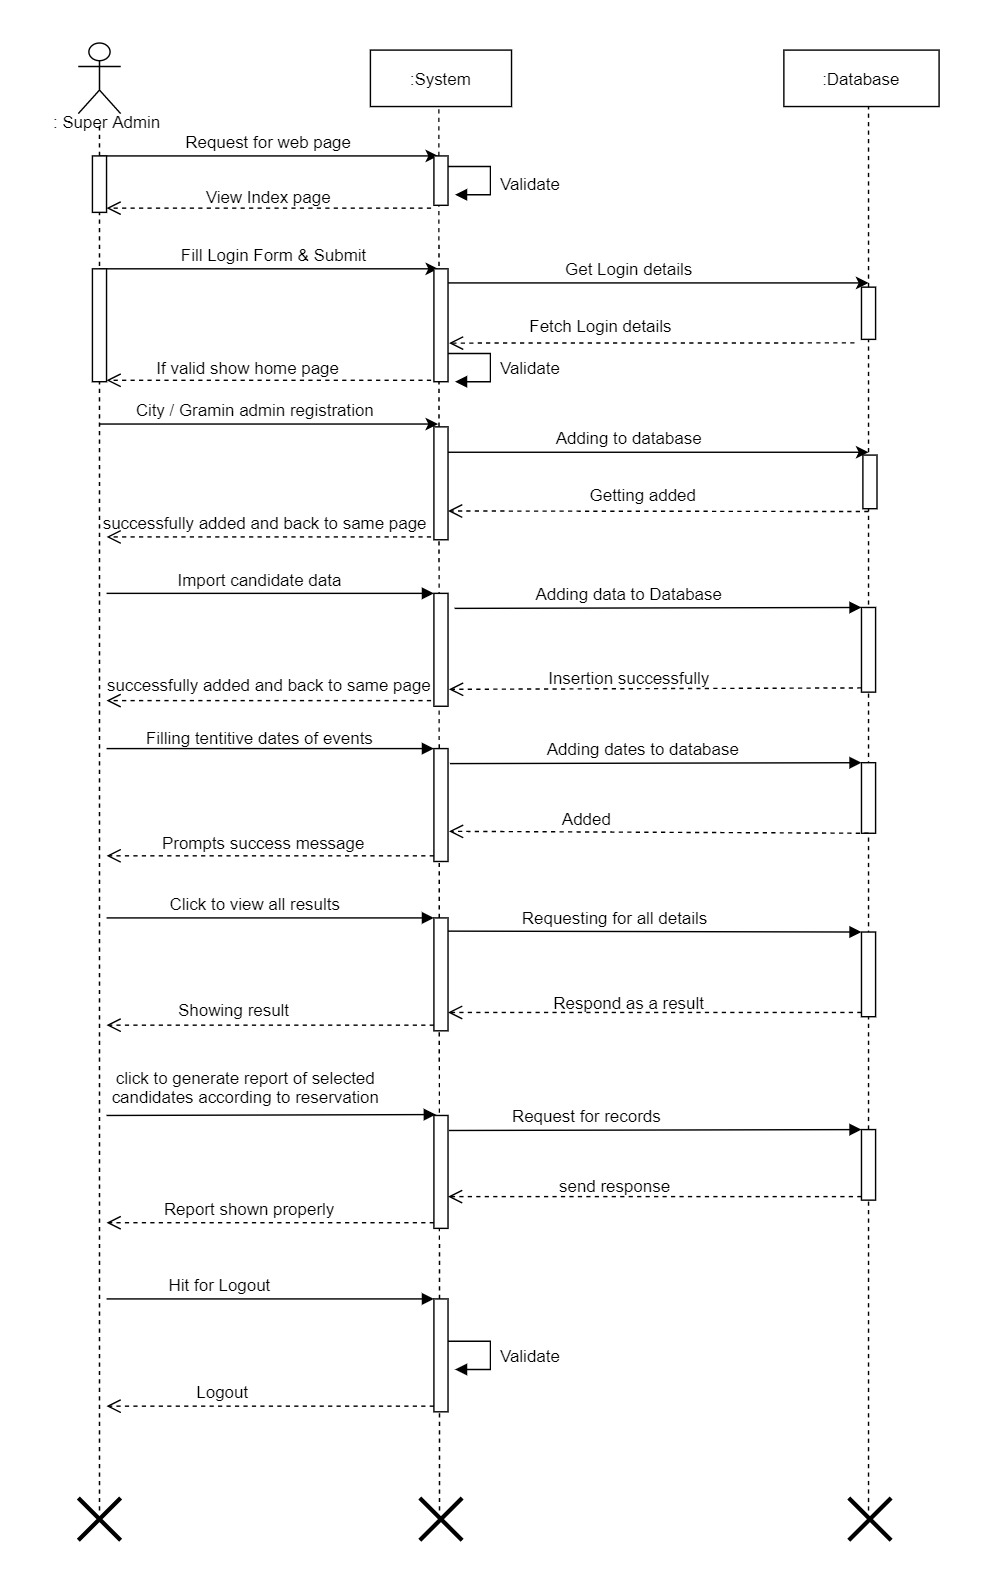 : Super Admin
:System
:Database
Request for web page
Validate
View Index page
Fill Login Form & Submit
Get Login details
Fetch Login details
If valid show home page
Validate
City / Gramin admin registration
Adding to database
Getting added
successfully added and back to same page
Import candidate data
Adding data to Database
Insertion successfully
successfully added and back to same page
Filling tentitive dates of events
Adding dates to database
Added
Prompts success message
Click to view all results
Requesting for all details
Respond as a result
Showing result
click to generate report of selected
candidates according to reservation
Request for records
send response
Report shown properly
Hit for Logout
Validate
Logout